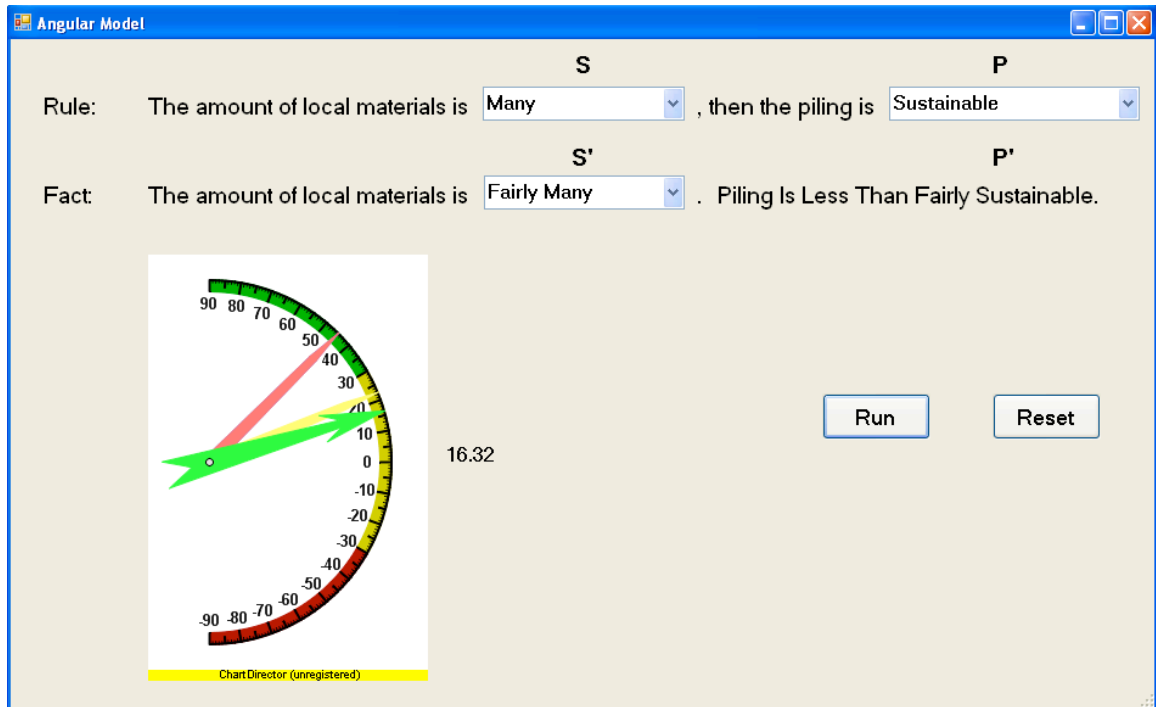 Angular Model
S P
Rule: The amount of local materials is Many , then the piling is Sustainable
S' P'
Fact: The amount of local materials is Fairly Many . Piling Is Less Than Fairly Sustainable.
90
80
70
60
50
40
30
20
10
0
-10
-20
-30
-40
-50
-60
-70
-80
-90
16.32
Run Reset
ChartDirector (unregistered)